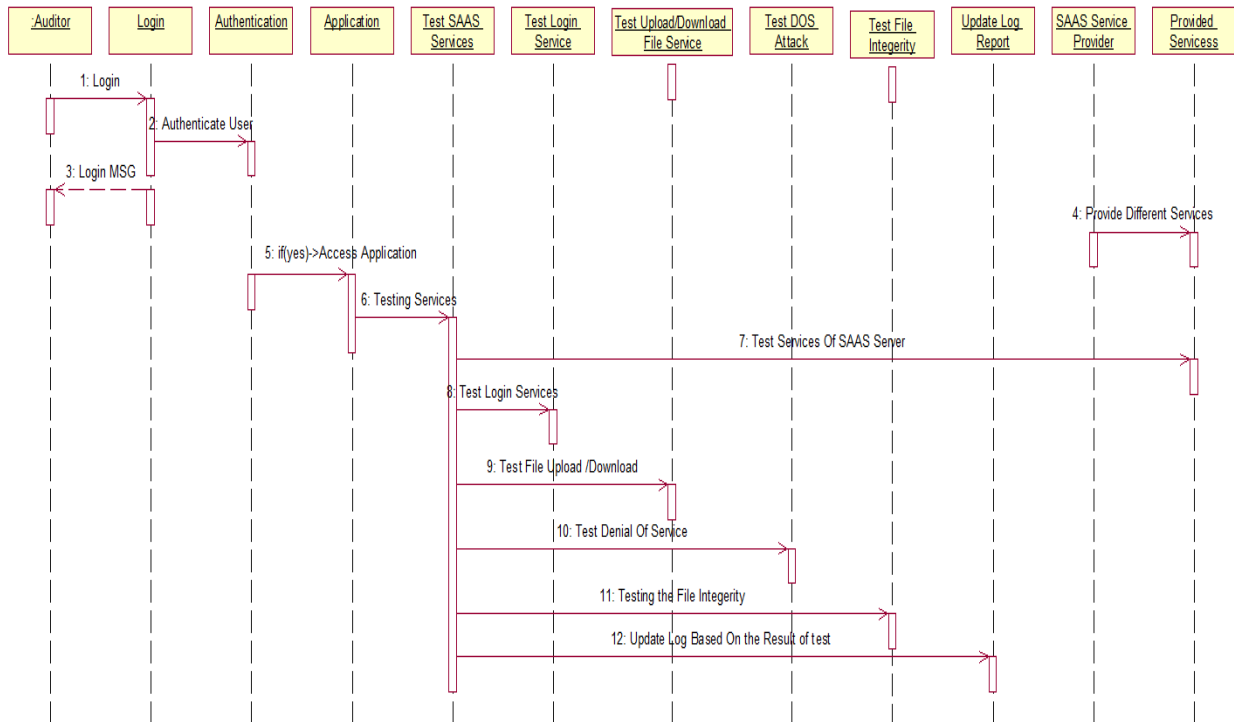 :Auditor
Login
Authentication
Application
Test SAAS
Services
Test Login
Service
Test Upload/Download
File Service
Test DOS
Attack
Test File
Integerity
Update Log
Report
SAAS Service
Provider
Provided
Servicess
1: Login
2: Authenticate User
3: Login MSG
4: Provide Different Services
5: if(yes)->Access Application
6: Testing Services
7: Test Services Of SAAS Server
8: Test Login Services
9: Test File Upload /Download
10: Test Denial Of Service
11: Testing the File Integerity
12: Update Log Based On the Result of test